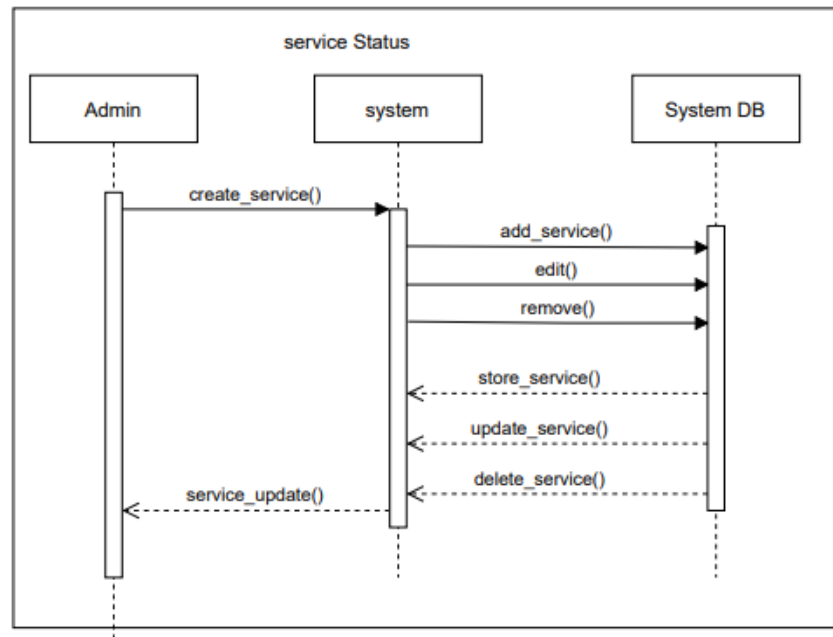 service Status
Admin
system
System DB
create_service()
add_service()
edit()
remove()
store_service()
update_service()
delete_service()
service_update()